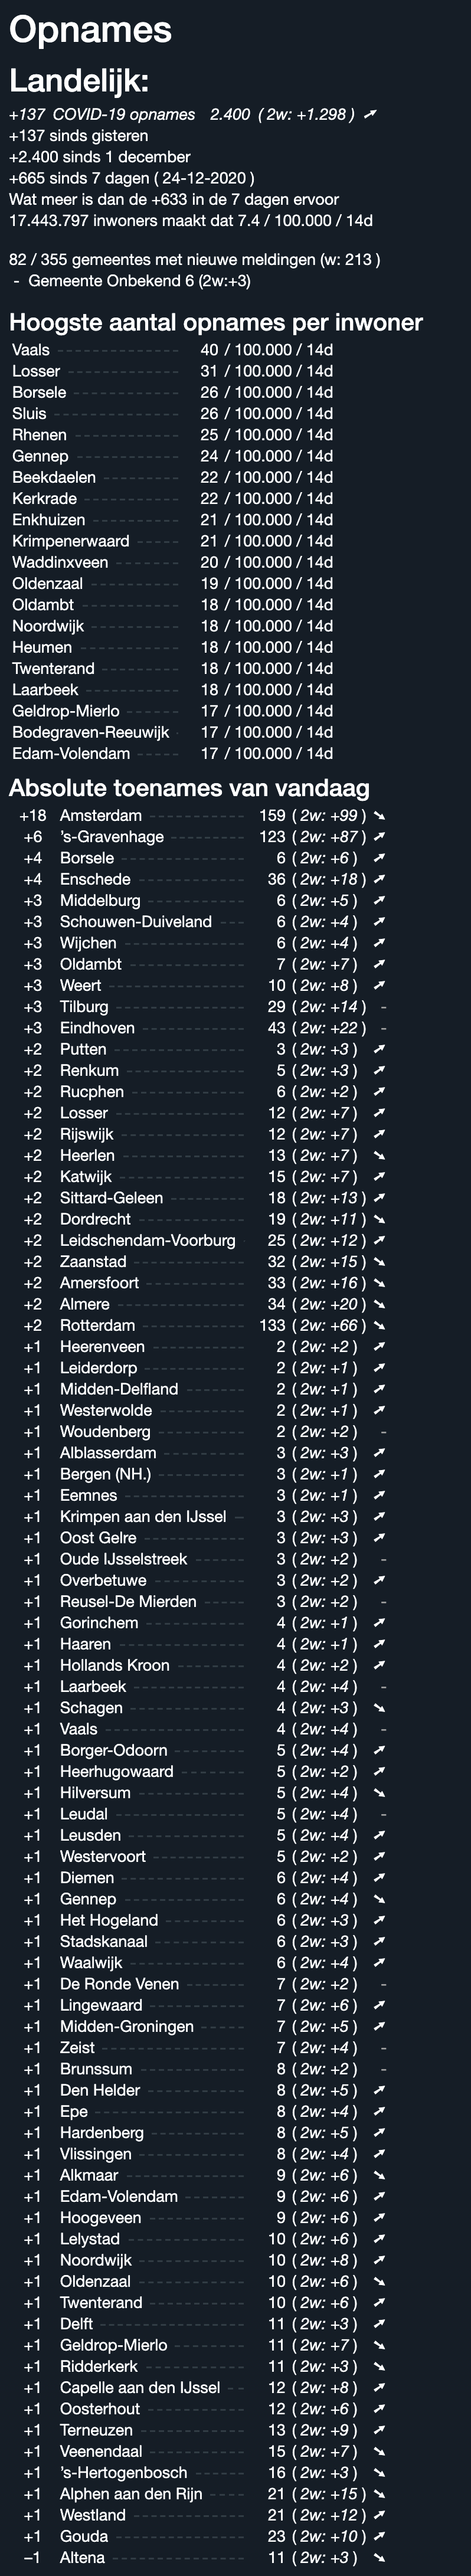 Opnames
Landelijk:
+137 COVID-19 opnames 2.400 ( 2w: +1.298 )
+137 sinds gisteren
+2.400 sinds 1 december
+665 sinds 7 dagen ( 24-12-2020 )
Wat meer is dan de +633 in de 7 dagen ervoor
17.443.797 inwoners maakt dat 7.4 / 100.000 / 14d
82 / 355 gemeentes met nieuwe meldingen (w: 213 )
- Gemeente Onbekend 6 (2w:+3)
Hoogste aantal opnames per inwoner
Vaals 40 / 100.000 / 14d
Losser 31 / 100.000 / 14d
Borsele 26 / 100.000 / 14d
Sluis 26 / 100.000 / 14d
Rhenen 25 / 100.000 / 14d
Gennep 24 / 100.000 / 14d
Beekdaelen 22 / 100.000 / 14d
Kerkrade 22 / 100.000 / 14d
Enkhuizen 21 / 100.000 / 14d
Krimpenerwaard 21 / 100.000 / 14d
Waddinxveen 20 / 100.000 / 14d
Oldenzaal 19 / 100.000 / 14d
Oldambt 18 / 100.000 / 14d
Noordwijk 18 / 100.000 / 14d
Heumen 18 / 100.000 / 14d
Twenterand 18 / 100.000 / 14d
Laarbeek 18 / 100.000 / 14d
Geldrop-Mierlo 17 / 100.000 / 14d
Bodegraven-Reeuwijk 17 / 100.000 / 14d
Edam-Volendam 17 / 100.000 / 14d
Absolute toenames van vandaag
+18 Amsterdam 159 ( 2w: +99 )
+6 's-Gravenhage 123 ( 2w: +87 )
+4 Borsele 6 ( 2w: +6 )
+4 Enschede 36 ( 2w: +18 )
+3 Middelburg 6 ( 2w: +5 )
+3 Schouwen-Duiveland 6 ( 2w: +4 )
+3 Wijchen 6 ( 2w: +4 )
+3 Oldambt 7 ( 2w: +7 )
+3 Weert 10 ( 2w: +8 )
+3 Tilburg 29 ( 2w: +14 ) -
+3 Eindhoven 43 ( 2w: +22 ) -
+2 Putten 3 ( 2w: +3 )
+2 Renkum 5 ( 2w: +3 )
+2 Rucphen 6 ( 2w: +2 )
+2 Losser 12 ( 2w: +7 )
+2 Rijswijk 12 ( 2w: +7 )
+2 Heerlen 13 ( 2w: +7 )
+2 Katwijk 15 ( 2w: +7 )
+2 Sittard-Geleen 18 ( 2w: +13 )
+2 Dordrecht 19 ( 2w: +11 )
+2 Leidschendam-Voorburg 25 ( 2w: +12 )
+2 Zaanstad 32 ( 2w: +15 )
+2 Amersfoort 33 ( 2w: +16 )
+2 Almere 34 ( 2w: +20 )
+2 Rotterdam 133 ( 2w: +66 )
+1 Heerenveen 2 ( 2w: +2 )
+1 Leiderdorp 2 ( 2w: +1 )
+1 Midden-Delfland 2 ( 2w: +1 )
+1 Westerwolde 2 ( 2w: +1 )
+1 Woudenberg 2 ( 2w: +2 ) -
+1 Alblasserdam 3 ( 2w: +3 )
+1 Bergen (NH.) 3 ( 2w: +1 )
+1 Eemnes 3 ( 2w: +1 )
+1 Krimpen aan den IJssel 3 ( 2w: +3 )
+1 Oost Gelre 3 ( 2w: +3 )
+1 Oude IJsselstreek 3 ( 2w: +2 ) -
+1 Overbetuwe 3 ( 2w: +2 )
+1 Reusel-De Mierden 3 ( 2w: +2 ) -
+1 Gorinchem 4 ( 2w: +1 )
+1 Haaren 4 ( 2w: +1 )
+1 Hollands Kroon 4 ( 2w: +2 )
+1 Laarbeek 4 ( 2w: +4 ) -
+1 Schagen 4 ( 2w: +3 )
+1 Vaals 4 ( 2w: +4 ) -
+1 Borger-Odoorn 5 ( 2w: +4 )
+1 Heerhugowaard 5 ( 2w: +2 )
+1 Hilversum 5 ( 2w: +4 )
+1 Leudal 5 ( 2w: +4 ) -
+1 Leusden 5 ( 2w: +4 )
+1 Westervoort 5 ( 2w: +2 )
+1 Diemen 6 ( 2w: +4 )
+1 Gennep 6 ( 2w: +4 )
+1 Het Hogeland 6 ( 2w: +3 )
+1 Stadskanaal 6 ( 2w: +3 )
+1 Waalwijk 6 ( 2w: +4 )
+1 De Ronde Venen 7 ( 2w: +2 ) -
+1 Lingewaard 7 ( 2w: +6 )
+1 Midden-Groningen 7 ( 2w: +5 )
+1 Zeist 7 ( 2w: +4 ) -
+1 Brunssum 8 ( 2w: +2 ) -
+1 Den Helder 8 ( 2w: +5 )
+1 Epe 8 ( 2w: +4 )
+1 Hardenberg 8 ( 2w: +5 )
+1 Vlissingen 8 ( 2w: +4 )
+1 Alkmaar 9 ( 2w: +6 )
+1 Edam-Volendam 9 ( 2w: +6 )
+1 Hoogeveen 9 ( 2w: +6 )
+1 Lelystad 10 ( 2w: +6 )
+1 Noordwijk 10 ( 2w: +8 )
+1 Oldenzaal 10 ( 2w: +6 )
+1 Twenterand 10 ( 2w: +6 )
+1 Delft 11 ( 2w: +3 )
+1 Geldrop-Mierlo 11 ( 2w: +7 )
+1 Ridderkerk 11 ( 2w: +3 )
+1 Capelle aan den IJssel 12 ( 2w: +8 )
+1 Oosterhout 12 ( 2w: +6 )
+1 Terneuzen 13 ( 2w: +9 )
+1 Veenendaal 15 ( 2w: +7 )
+1 's-Hertogenbosch 16 ( 2w: +3 )
+1 Alphen aan den Rijn 21 ( 2w: +15 )
+1 Westland 21 ( 2w: +12 )
+1 Gouda 23 ( 2w: +10 )
−1 Altena 11 ( 2w: +3 )